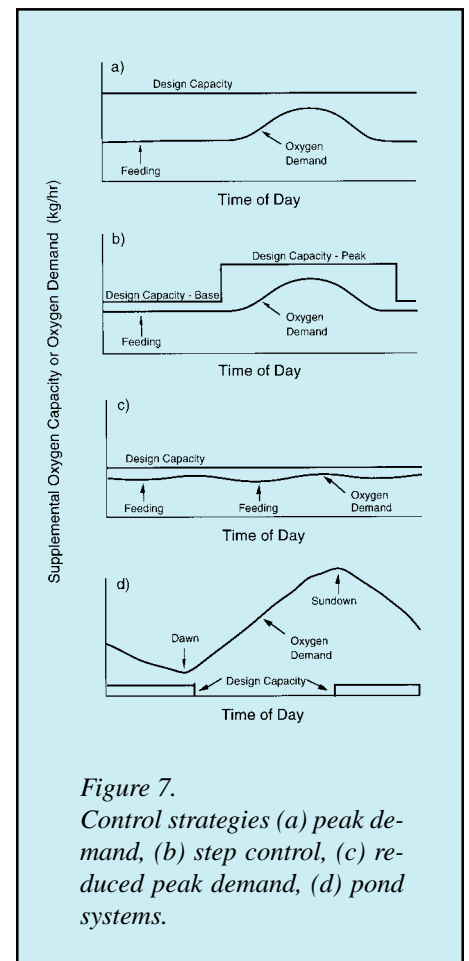 Supplemental Oxygen Capacity or Oxygen Demand (kg/hr)
a)
Design Capacity
Oxygen
Demand
Feeding
Time of Day
b)
Design Capacity - Peak
Design Capacity - Base
Oxygen
Demand
Feeding
Time of Day
c)
Design Capacity
Feeding
Feeding
Oxygen
Demand
Time of Day
d)
Sundown
Dawn
Oxygen
Demand
Design Capacity
Time of Day
Figure 7.
Control strategies (a) peak de-
mand, (b) step control, (c) re-
duced peak demand, (d) pond
systems.